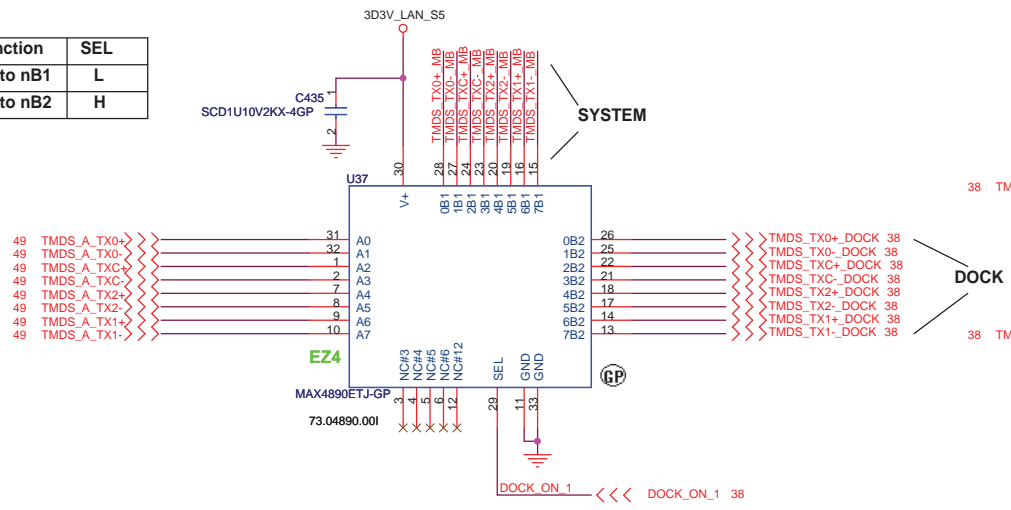 3D3V_LAN_S5
nction SEL
to nB1 L
to nB2 H
C435
SCD1U10V2KX-4GP
1
2
TMDS_TX0+_MB
TMDS_TX0-_MB
TMDS_TXC+_MB
TMDS_TXC-_MB
TMDS_TX2+_MB
TMDS_TX2-_MB
TMDS_TX1+_MB
TMDS_TX1-_MB
SYSTEM
30 28 27 24 23 20 19 16 15
U37
V+ 0B1 1B1 2B1 3B1 4B1 5B1 6B1 7B1
38 TM
49 TMDS_A_TX0+ 31 A0
49 TMDS_A_TX0- 32 A1
49 TMDS_A_TXC+ 1 A2
49 TMDS_A_TXC- 2 A3
49 TMDS_A_TX2+ 7 A4
49 TMDS_A_TX2- 8 A5
49 TMDS_A_TX1+ 9 A6
49 TMDS_A_TX1- 10 A7
0B2 26 TMDS_TX0+_DOCK 38
1B2 25 TMDS_TX0-_DOCK 38
2B2 22 TMDS_TXC+_DOCK 38
3B2 21 TMDS_TXC-_DOCK 38
4B2 18 TMDS_TX2+_DOCK 38
5B2 17 TMDS_TX2-_DOCK 38
6B2 14 TMDS_TX1+_DOCK 38
7B2 13 TMDS_TX1-_DOCK 38
DOCK
38 TM
EZ4
NC#3 NC#4 NC#5 NC#6 NC#12 SEL GND GND
GP
MAX4890ETJ-GP
3 4 5 6 12 29 11 33
73.04890.00I
DOCK_ON_1
DOCK_ON_1 38